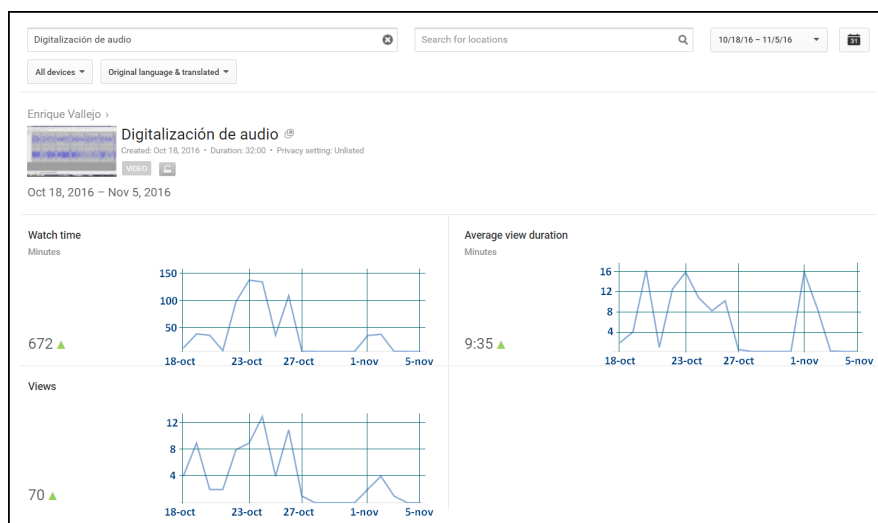 Digitalización de audio
Search for locations
10/18/16 – 11/5/16
31
All devices
Original language & translated
Enrique Vallejo ›
Digitalización de audio
Created: Oct 18, 2016 • Duration: 32:00 • Privacy setting: Unlisted
VIDEO
Oct 18, 2016 – Nov 5, 2016
Watch time
Minutes
150
100
50
672
18-oct 23-oct 27-oct 1-nov 5-nov
Average view duration
Minutes
16
12
8
4
9:35
18-oct 23-oct 27-oct 1-nov 5-nov
Views
12
8
4
70
18-oct 23-oct 27-oct 1-nov 5-nov